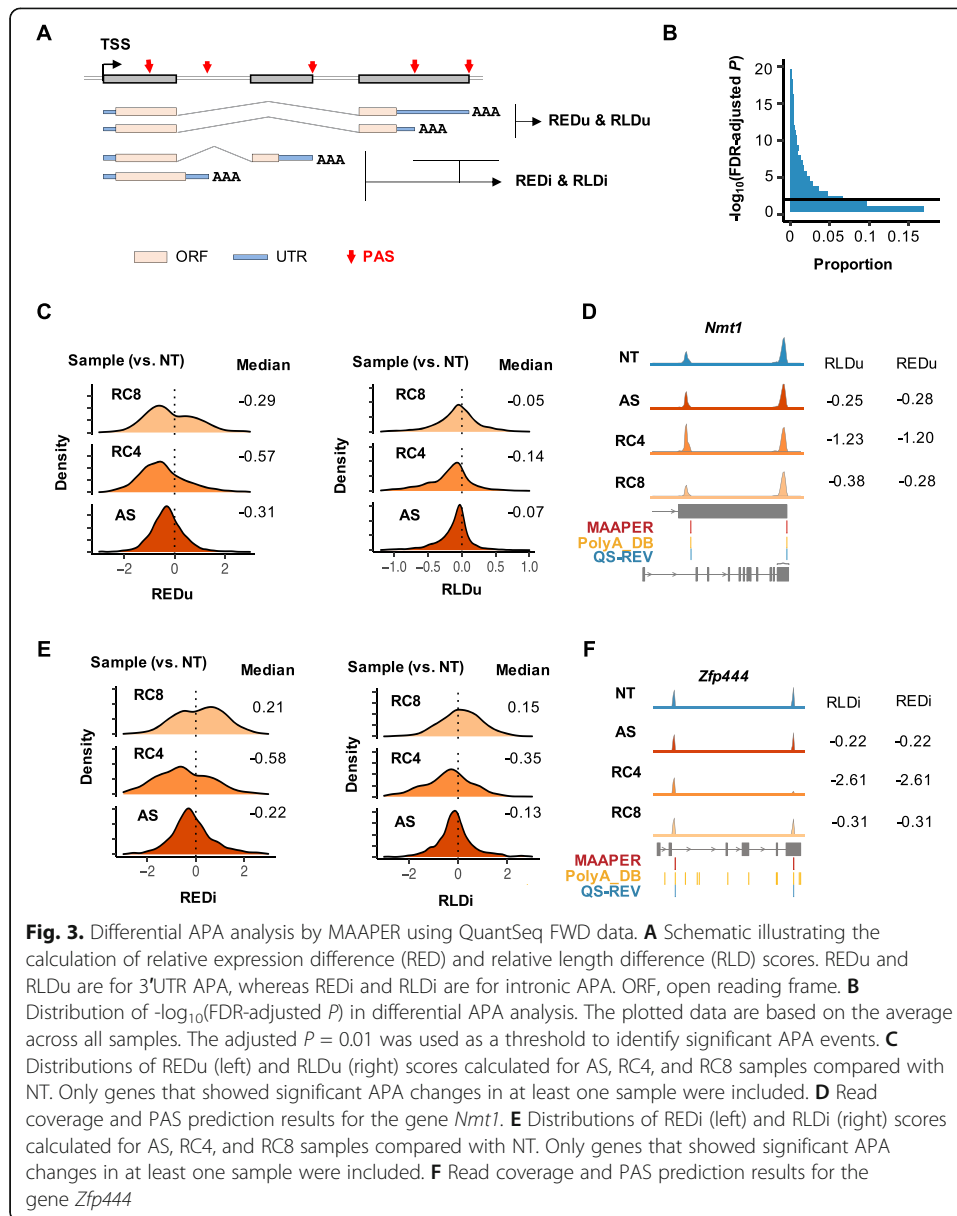 A
TSS
AAA
AAA
REDu & RLDu
AAA
AAA
REDi & RLDi
ORF
UTR
PAS
B
-log10(FDR-adjusted P)
20
15
10
5
0
0
0.05
0.10
0.15
Proportion
C
Sample (vs. NT)
Median
RC8
-0.29
RC4
-0.57
AS
-0.31
Density
-2
0
2
REDu
Sample (vs. NT)
Median
RC8
-0.05
RC4
-0.14
AS
-0.07
Density
-1.0
-0.5
0.0
0.5
1.0
RLDu
D
Nmt1
NT
RLDu
REDu
AS
-0.25
-0.28
RC4
-1.23
-1.20
RC8
-0.38
-0.28
MAAPER
PolyA_DB
QS-REV
E
Sample (vs. NT)
Median
RC8
0.21
RC4
-0.58
AS
-0.22
Density
-2
0
2
REDi
Sample (vs. NT)
Median
RC8
0.15
RC4
-0.35
AS
-0.13
Density
-2
0
2
RLDi
F
Zfp444
NT
RLDi
REDi
AS
-0.22
-0.22
RC4
-2.61
-2.61
RC8
-0.31
-0.31
MAAPER
PolyA_DB
QS-REV
Fig. 3. Differential APA analysis by MAAPER using QuantSeq FWD data. A Schematic illustrating the
calculation of relative expression difference (RED) and relative length difference (RLD) scores. REDu and
RLDu are for 3′UTR APA, whereas REDi and RLDi are for intronic APA. ORF, open reading frame. B
Distribution of -log10(FDR-adjusted P) in differential APA analysis. The plotted data are based on the average
across all samples. The adjusted P = 0.01 was used as a threshold to identify significant APA events. C
Distributions of REDu (left) and RLDu (right) scores calculated for AS, RC4, and RC8 samples compared with
NT. Only genes that showed significant APA changes in at least one sample were included. D Read
coverage and PAS prediction results for the gene Nmt1. E Distributions of REDi (left) and RLDi (right) scores
calculated for AS, RC4, and RC8 samples compared with NT. Only genes that showed significant APA
changes in at least one sample were included. F Read coverage and PAS prediction results for the
gene Zfp444